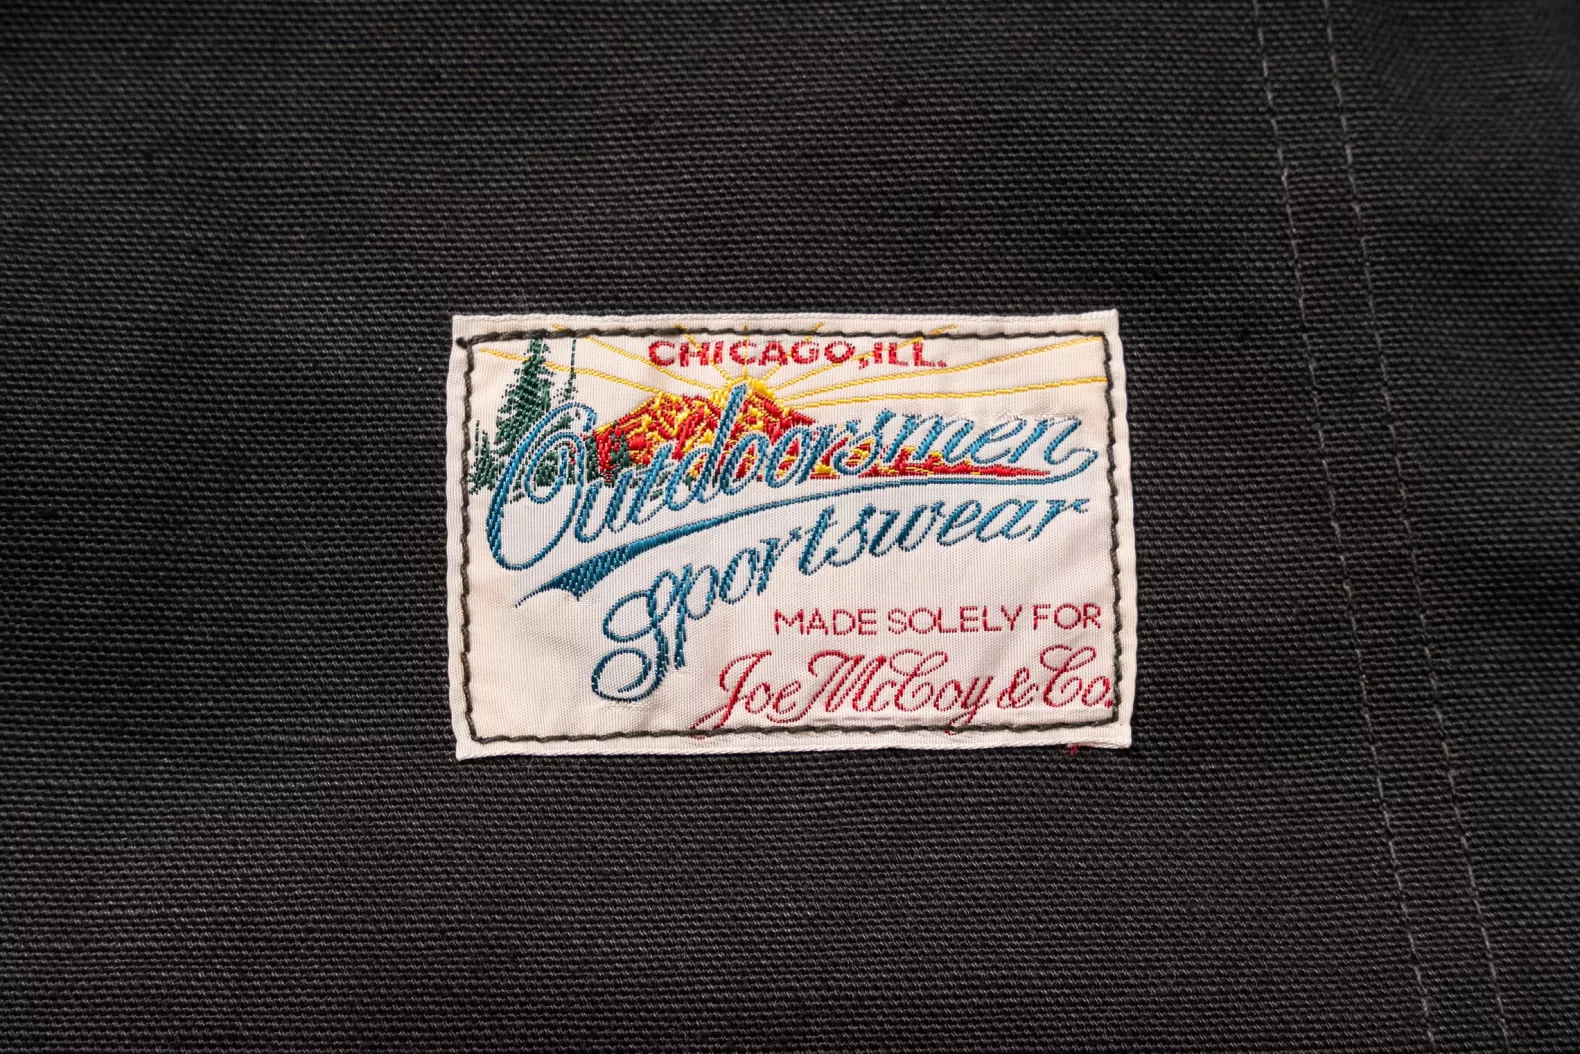 CHICAGO, ILL.
Outdoorsmen
Sportswear
MADE SOLELY FOR
Joe McCoy & Co.